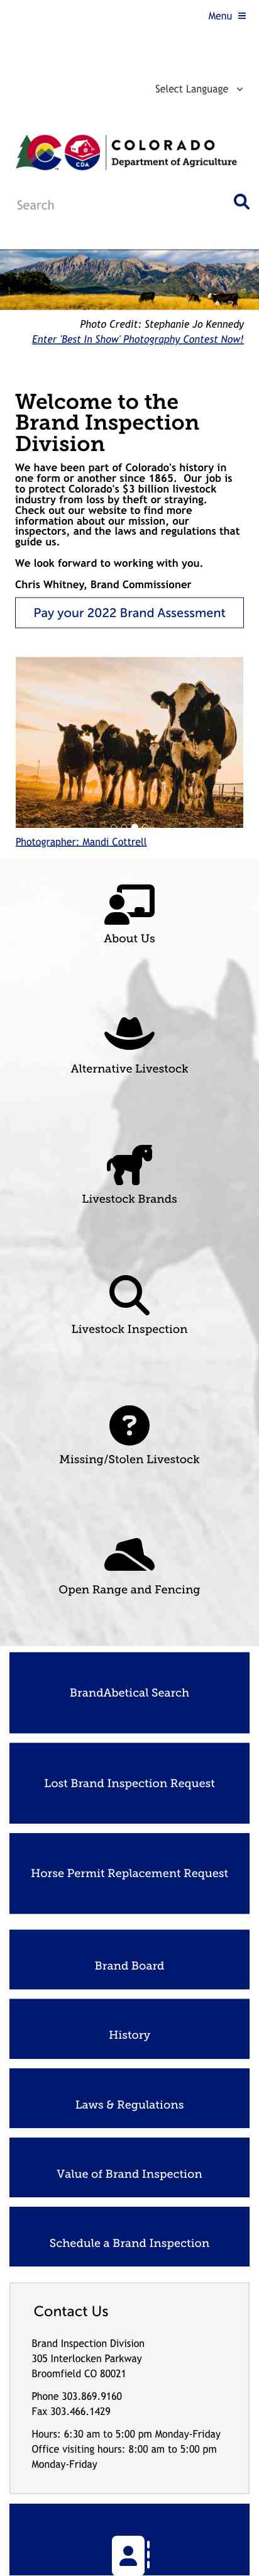 Menu
Select Language
COLORADO
Department of Agriculture
CDA
Search
Photo Credit: Stephanie Jo Kennedy
Enter 'Best In Show' Photography Contest Now!
Welcome to the
Brand Inspection
Division
We have been part of Colorado's history in
one form or another since 1865.  Our job is
to protect Colorado's $3 billion livestock
industry from loss by theft or straying.
Check out our website to find more
information about our mission, our
inspectors, and the laws and regulations that
guide us.
We look forward to working with you.
Chris Whitney, Brand Commissioner
Pay your 2022 Brand Assessment
Photographer: Mandi Cottrell
About Us
Alternative Livestock
Livestock Brands
Livestock Inspection
?
Missing/Stolen Livestock
Open Range and Fencing
BrandAbetical Search
Lost Brand Inspection Request
Horse Permit Replacement Request
Brand Board
History
Laws & Regulations
Value of Brand Inspection
Schedule a Brand Inspection
Contact Us
Brand Inspection Division
305 Interlocken Parkway
Broomfield CO 80021
Phone 303.869.9160
Fax 303.466.1429
Hours: 6:30 am to 5:00 pm Monday-Friday
Office visiting hours: 8:00 am to 5:00 pm
Monday-Friday